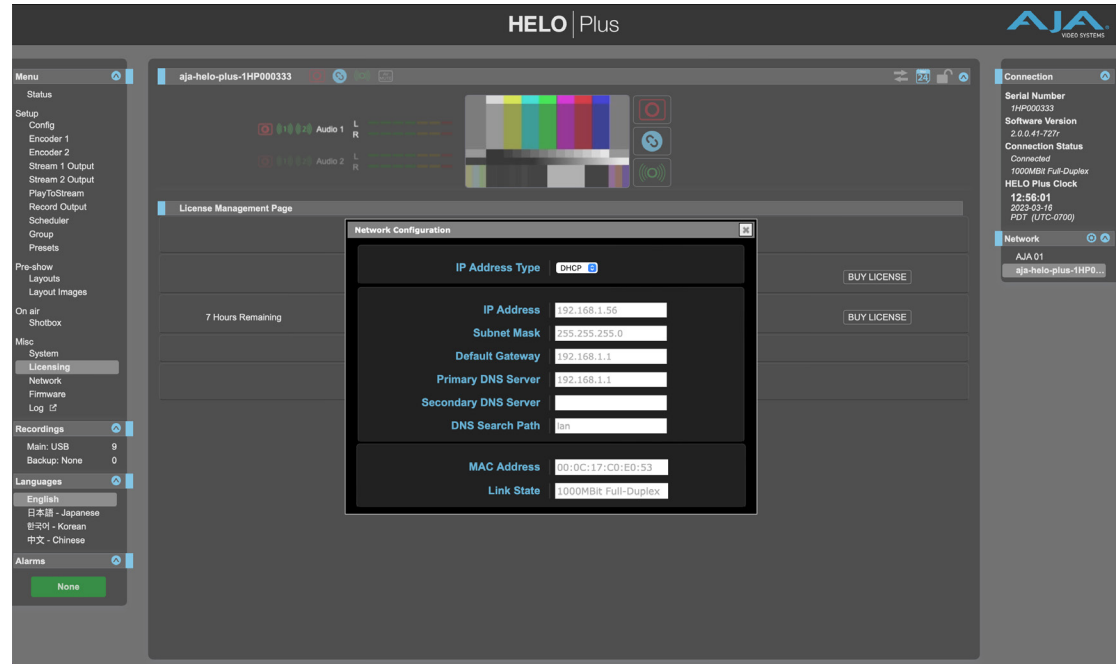 HELO | Plus
AJA
VIDEO SYSTEMS
Menu
Status
Setup
Config
Encoder 1
Encoder 2
Stream 1 Output
Stream 2 Output
PlayToStream
Record Output
Scheduler
Group
Presets
Pre-show
Layouts
Layout Images
On air
Shotbox
Misc
System
Licensing
Network
Firmware
Log
Recordings
Main: USB 9
Backup: None 0
Languages
English
日本語 - Japanese
한국어 - Korean
中文 - Chinese
Alarms
None
aja-helo-plus-1HP000333
24
Audio 1 L
R
Audio 2 L
R
License Management Page
BUY LICENSE
7 Hours Remaining
BUY LICENSE
Network Configuration
IP Address Type DHCP
IP Address 192.168.1.56
Subnet Mask 255.255.255.0
Default Gateway 192.168.1.1
Primary DNS Server 192.168.1.1
Secondary DNS Server
DNS Search Path lan
MAC Address 00:0C:17:C0:E0:53
Link State 1000MBit Full-Duplex
Connection
Serial Number
1HP000333
Software Version
2.0.0.41-727r
Connection Status
Connected
1000MBit Full-Duplex
HELO Plus Clock
12:56:01
2023-03-16
PDT (UTC-0700)
Network
AJA 01
aja-helo-plus-1HP0...